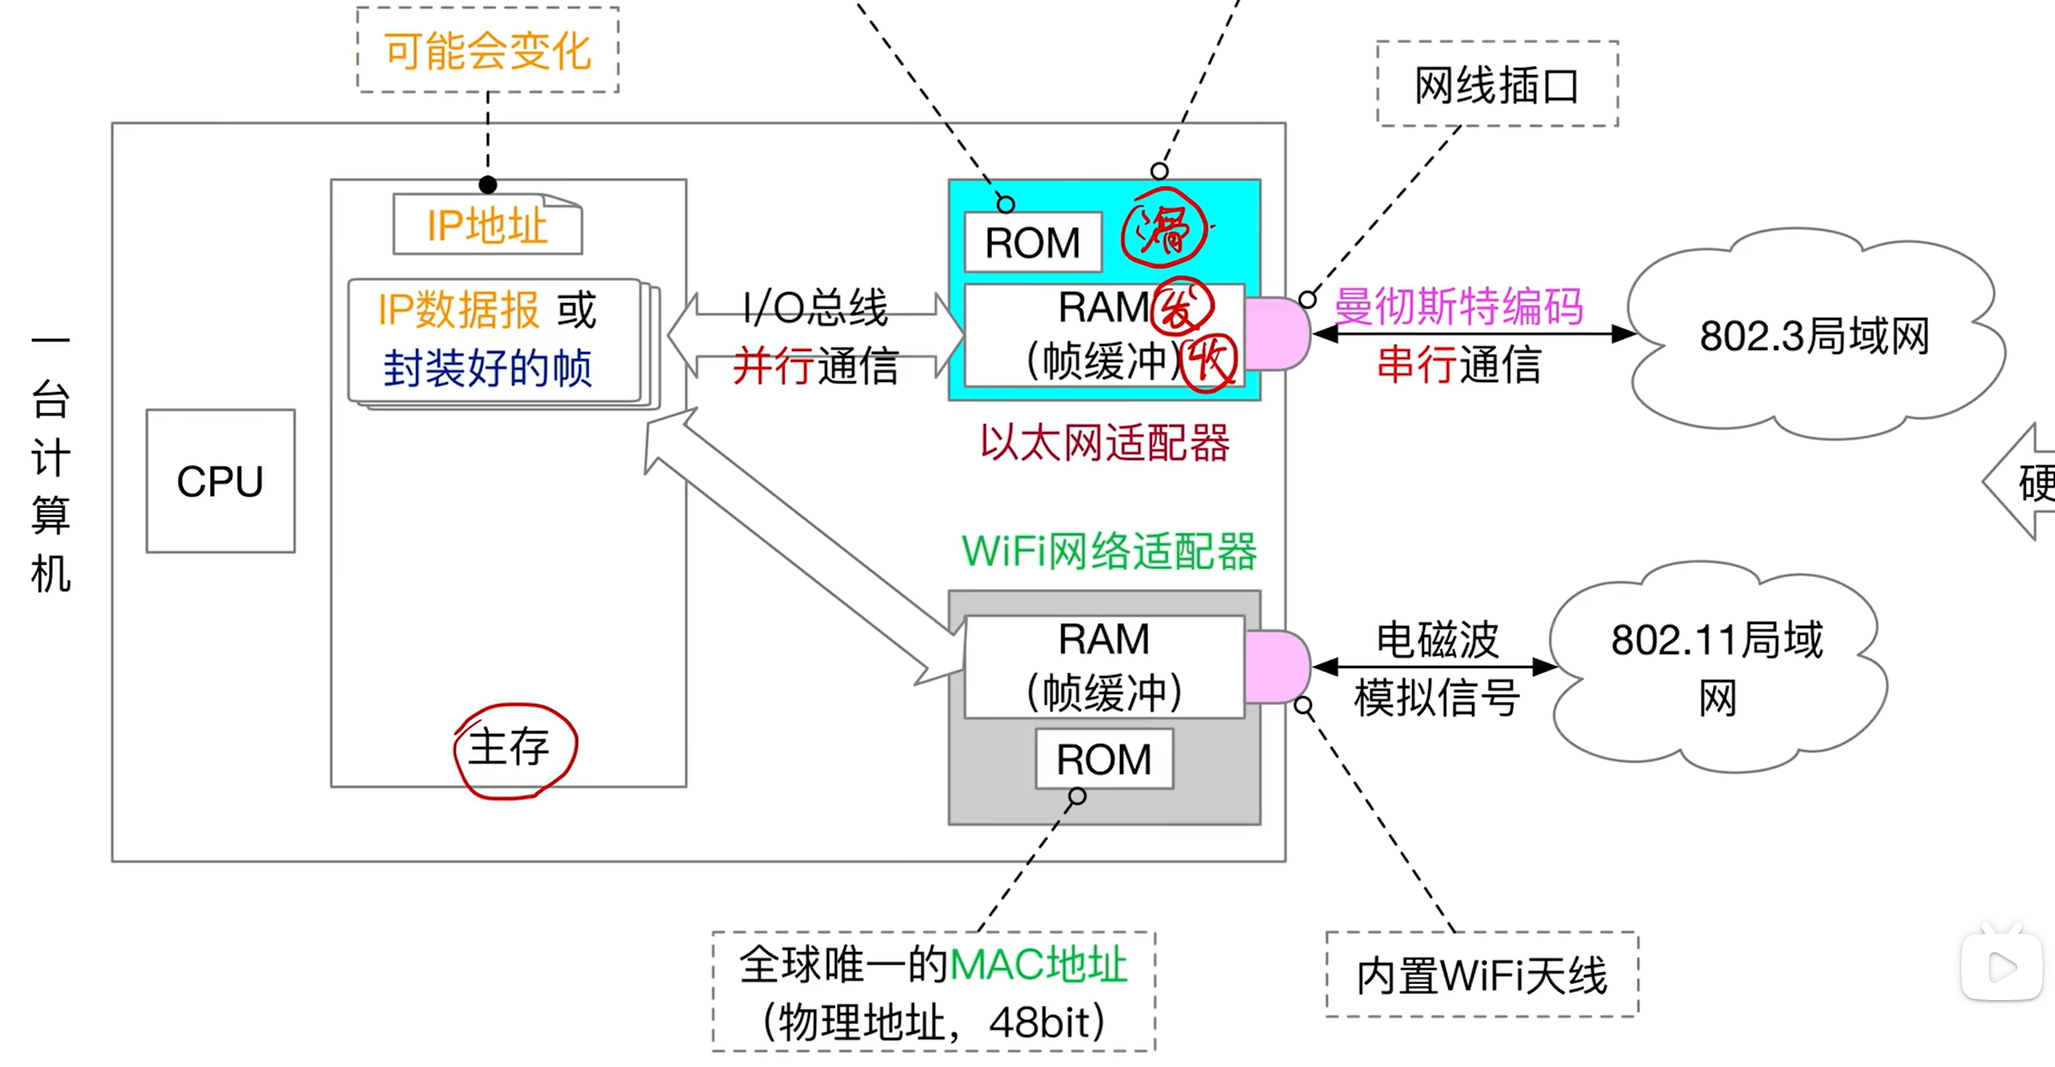 可能会变化
网线插口
IP地址
IP数据报 或
封装好的帧
I/O总线
并行通信
ROM
滑
RAM 发
(帧缓冲) 收
以太网适配器
曼彻斯特编码
串行通信
802.3局域网
一台计算机
CPU
主存
WiFi网络适配器
RAM
(帧缓冲)
ROM
电磁波
模拟信号
802.11局域
网
硬
全球唯一的MAC地址
(物理地址，48bit)
内置WiFi天线